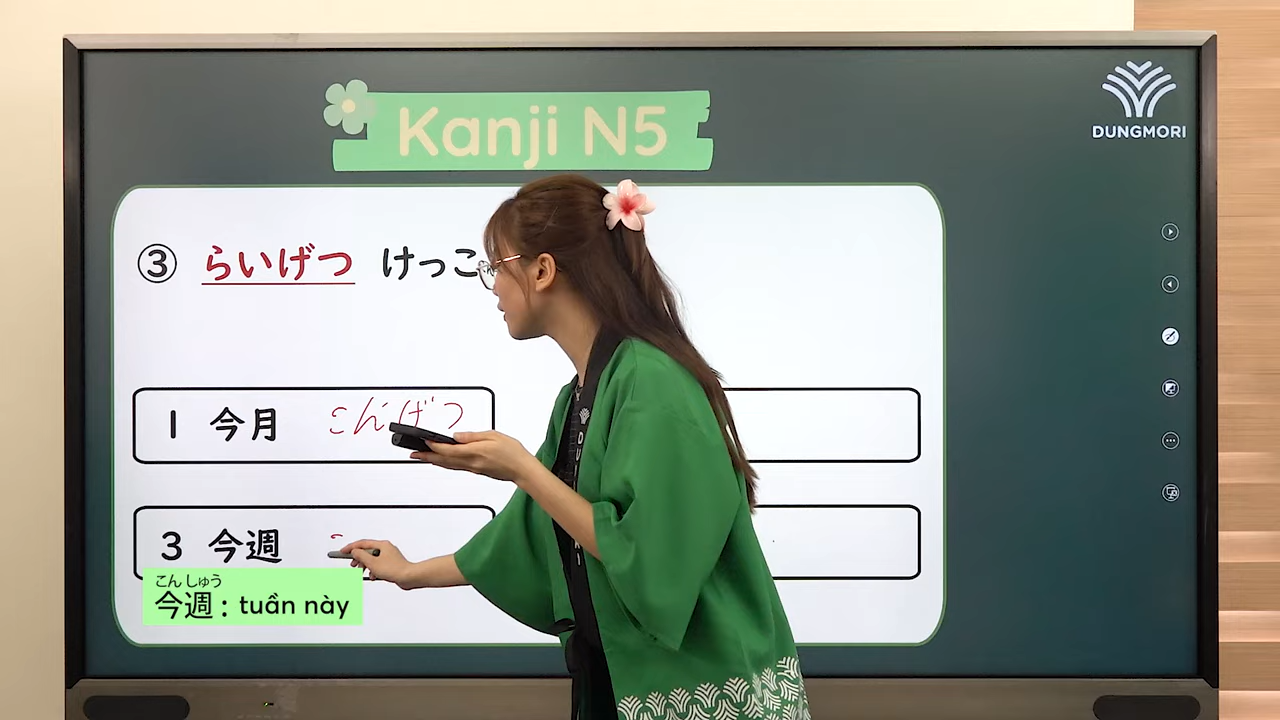 Kanji N5
DUNGMORI
③ らいげつ けっこ
1 今月 こんげつ
3 今週 こ
こんしゅう
今週 : tuần này